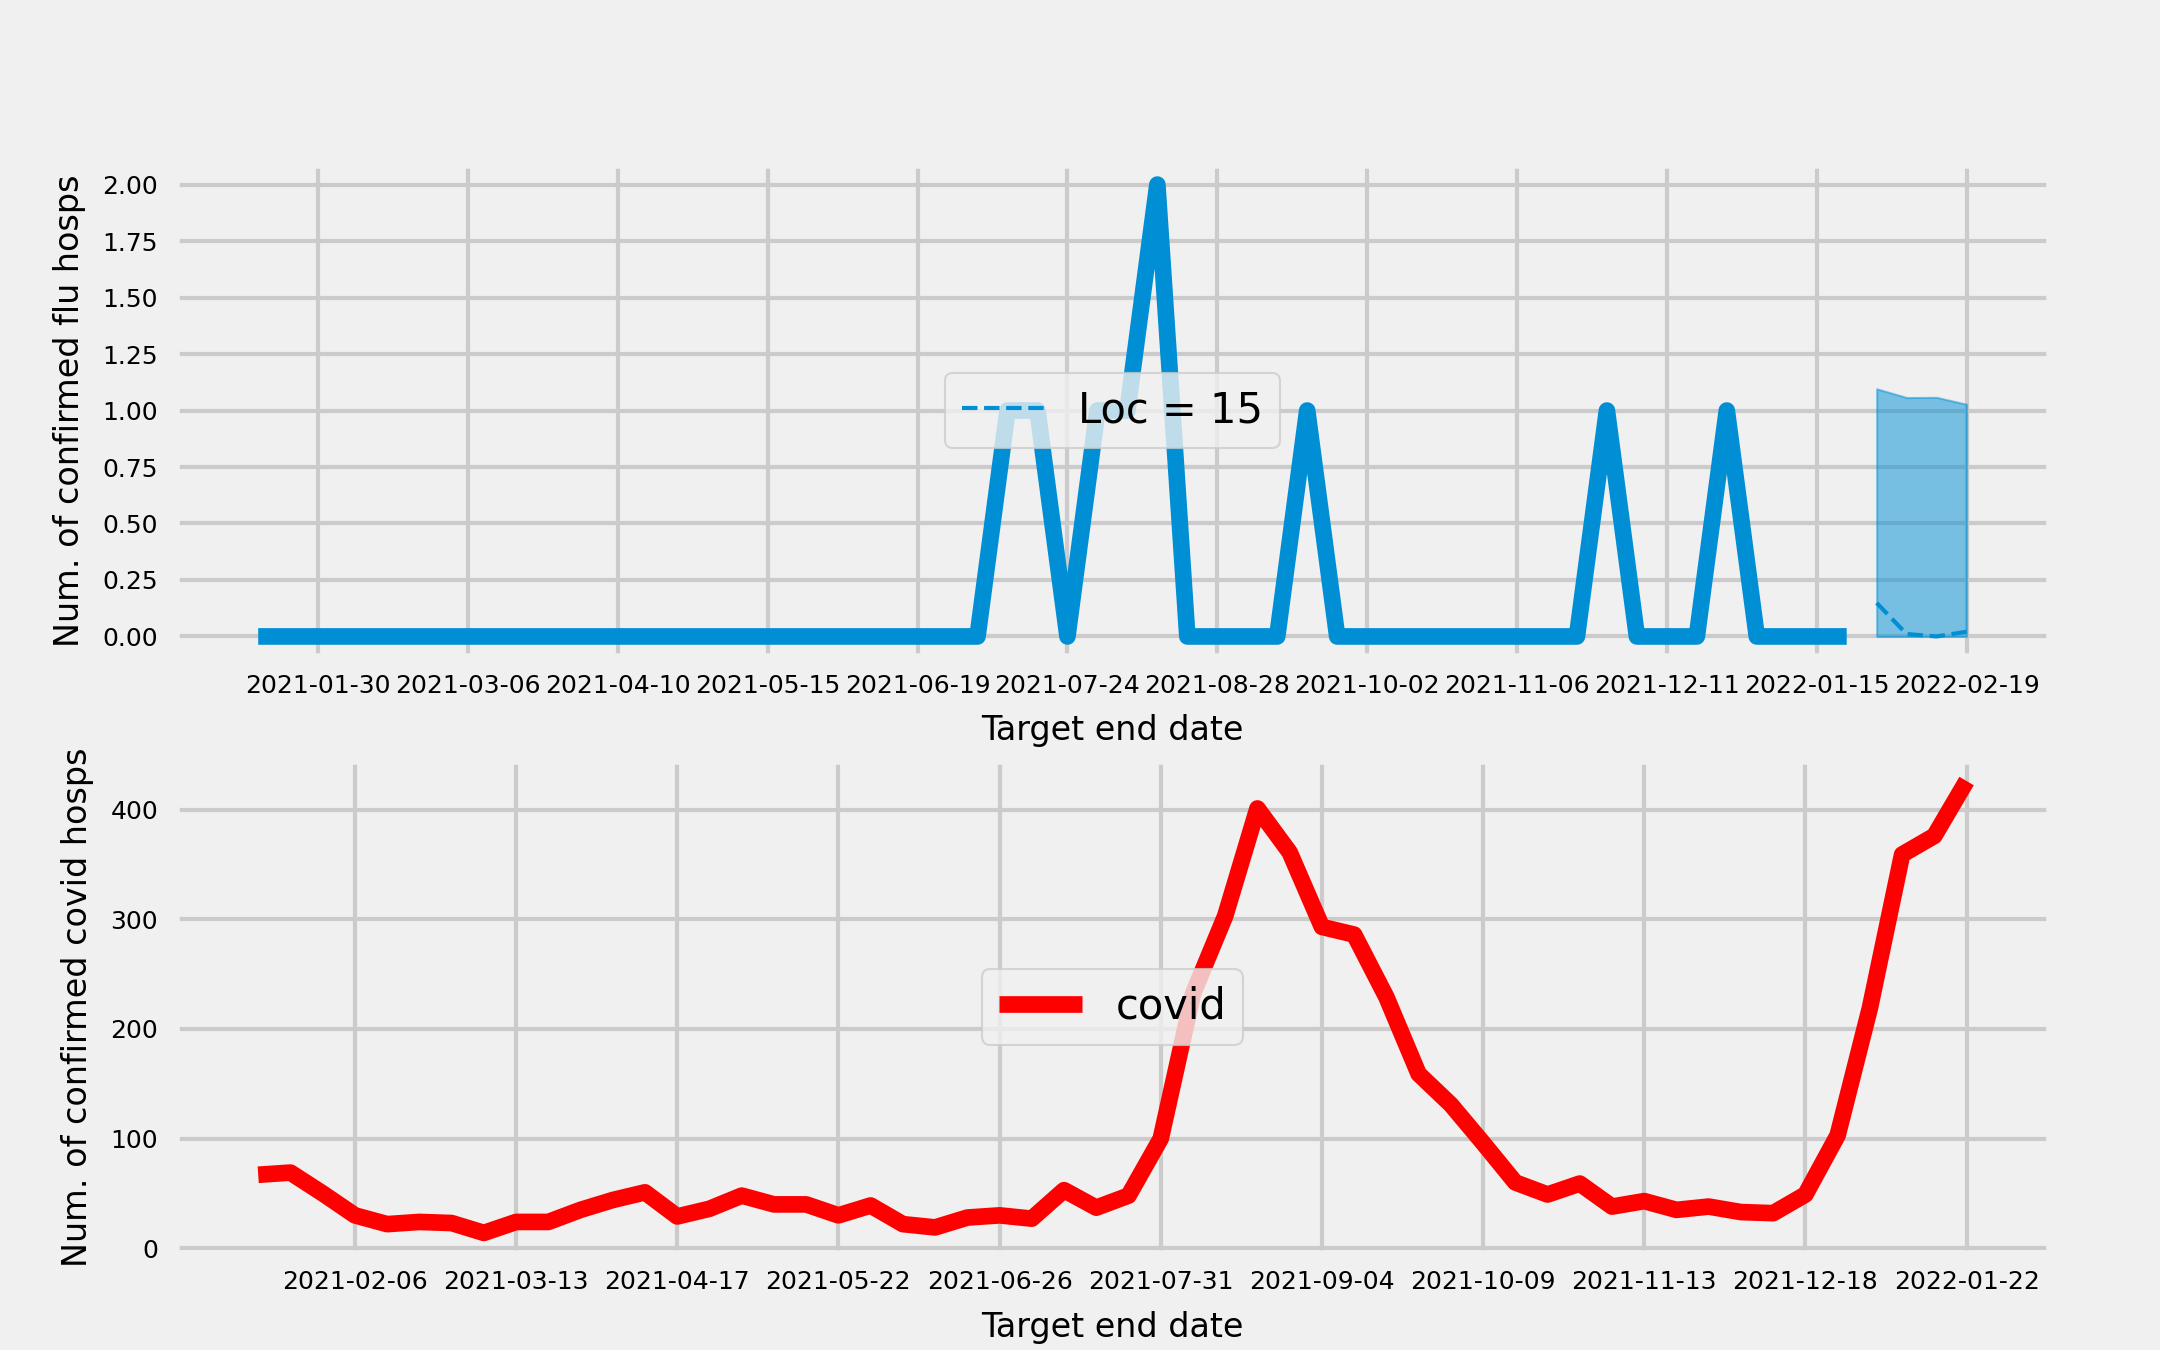 Num. of confirmed flu hosps
2.00
1.75
1.50
1.25
1.00
0.75
0.50
0.25
0.00
Loc = 15
2021-01-30 2021-03-06 2021-04-10 2021-05-15 2021-06-19 2021-07-24 2021-08-28 2021-10-02 2021-11-06 2021-12-11 2022-01-15 2022-02-19
Target end date
Num. of confirmed covid hosps
400
300
200
100
0
covid
2021-02-06 2021-03-13 2021-04-17 2021-05-22 2021-06-26 2021-07-31 2021-09-04 2021-10-09 2021-11-13 2021-12-18 2022-01-22
Target end date